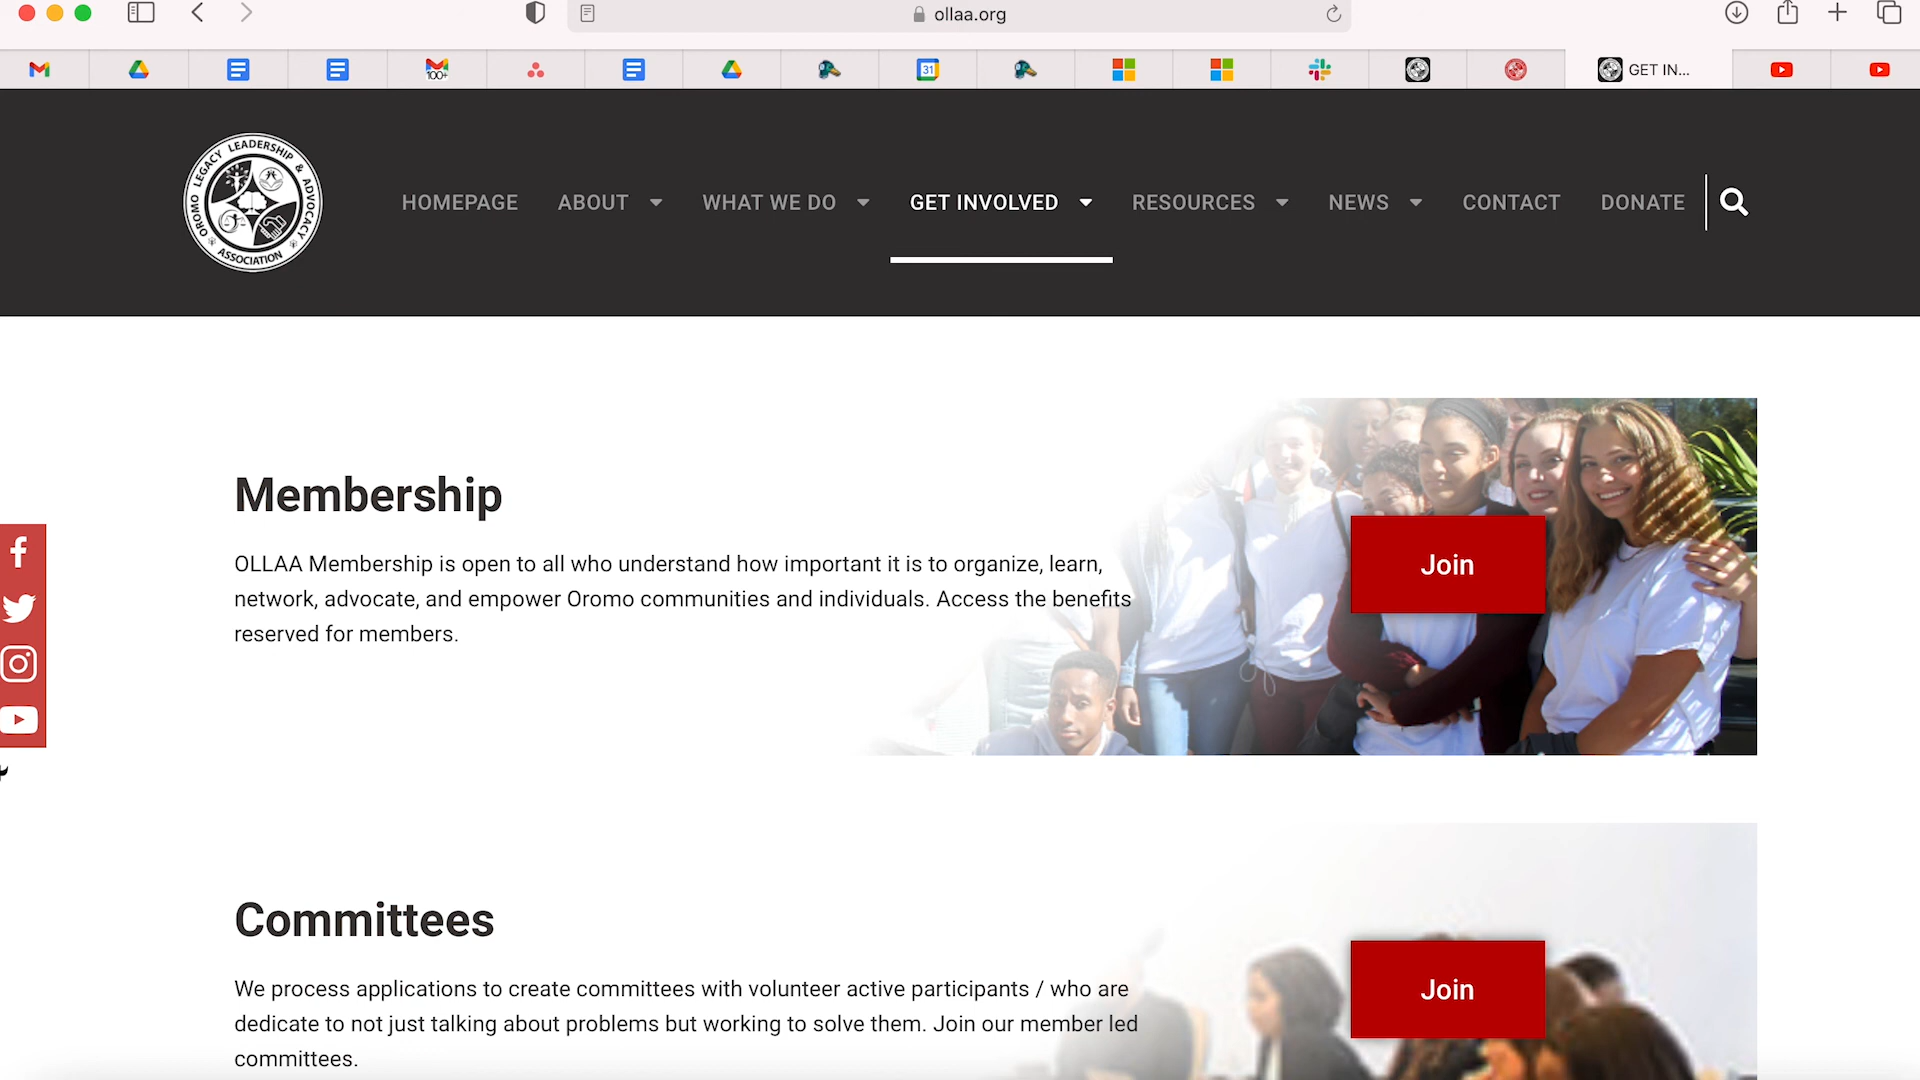 ollaa.org
100+
31
GET IN...
OROMO LEGACY LEADERSHIP & ADVOCACY
ASSOCIATION
HOMEPAGE ABOUT WHAT WE DO GET INVOLVED RESOURCES NEWS CONTACT DONATE
Membership
OLLAA Membership is open to all who understand how important it is to organize, learn,
network, advocate, and empower Oromo communities and individuals. Access the benefits
reserved for members.
Join
Committees
We process applications to create committees with volunteer active participants / who are
dedicate to not just talking about problems but working to solve them. Join our member led
committees.
Join